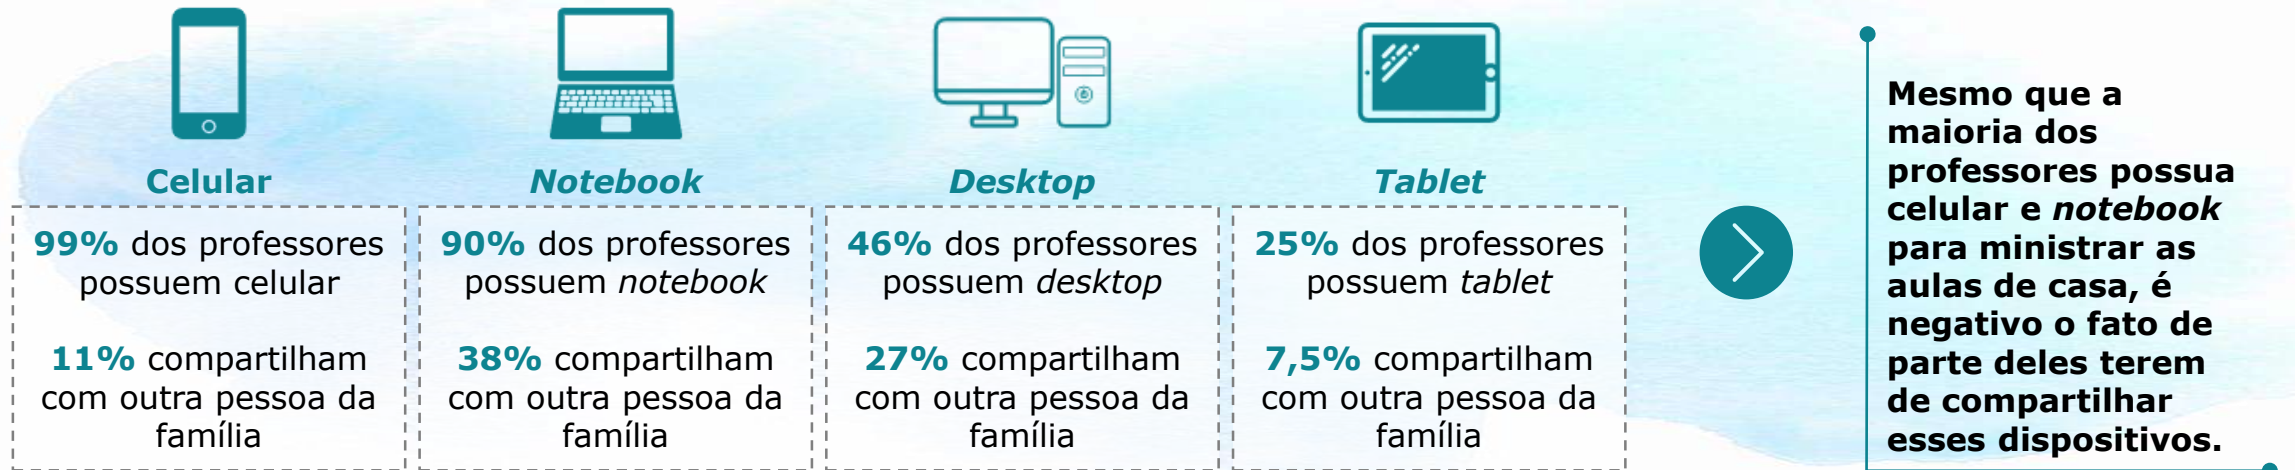 Celular
99% dos professores
possuem celular
11% compartilham
com outra pessoa da
família
Notebook
90% dos professores
possuem notebook
38% compartilham
com outra pessoa da
família
Desktop
46% dos professores
possuem desktop
27% compartilham
com outra pessoa da
família
Tablet
25% dos professores
possuem tablet
7,5% compartilham
com outra pessoa da
família
Mesmo que a
maioria dos
professores possua
celular e notebook
para ministrar as
aulas de casa, é
negativo o fato de
parte deles terem
de compartilhar
esses dispositivos.